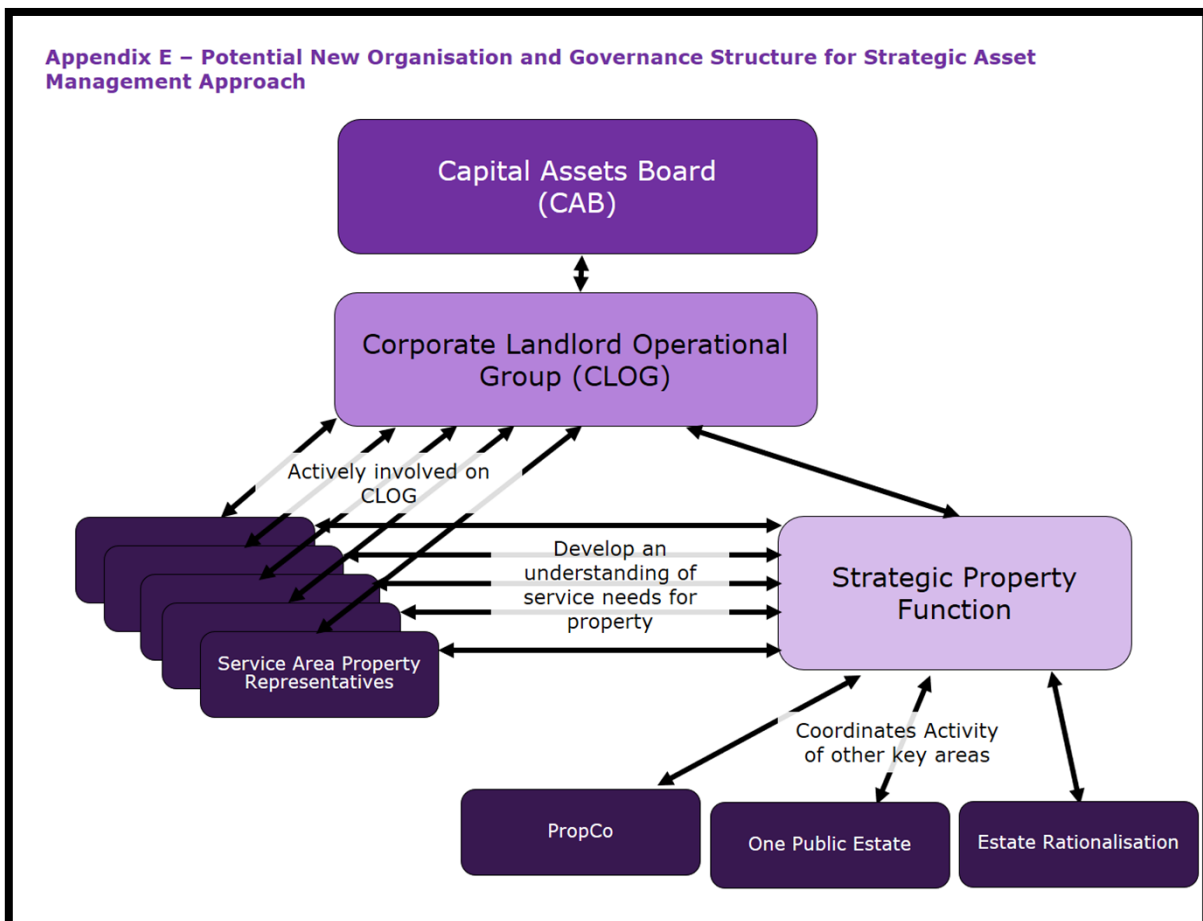 Appendix E – Potential New Organisation and Governance Structure for Strategic Asset
Management Approach
Capital Assets Board
(CAB)
Corporate Landlord Operational
Group (CLOG)
Actively involved on
CLOG
Develop an
understanding of
service needs for
property
Strategic Property
Function
Service Area Property
Representatives
Coordinates Activity
of other key areas
PropCo
One Public Estate
Estate Rationalisation